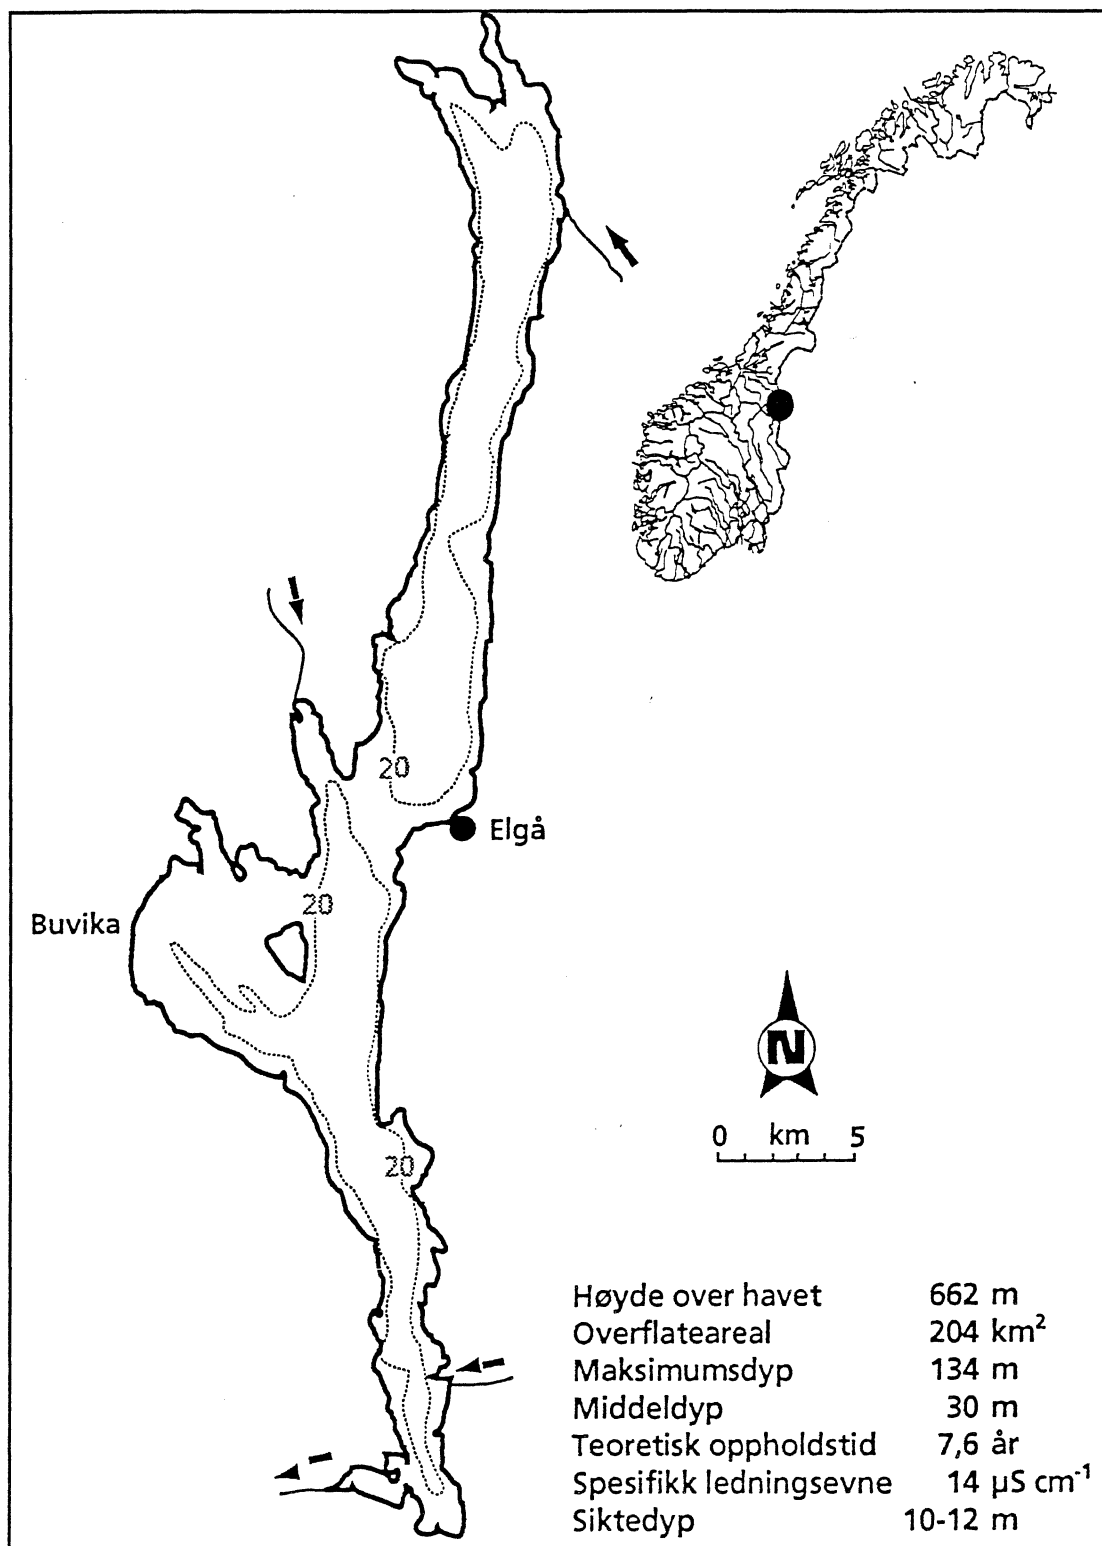 20
Elgå
20
Buvika
N
0 km 5
20
Høyde over havet 662 m
Overflateareal 204 km²
Maksimumsdyp 134 m
Middeldyp 30 m
Teoretisk oppholdstid 7,6 år
Spesifikk ledningsevne 14 µS cm⁻¹
Siktedyp 10-12 m